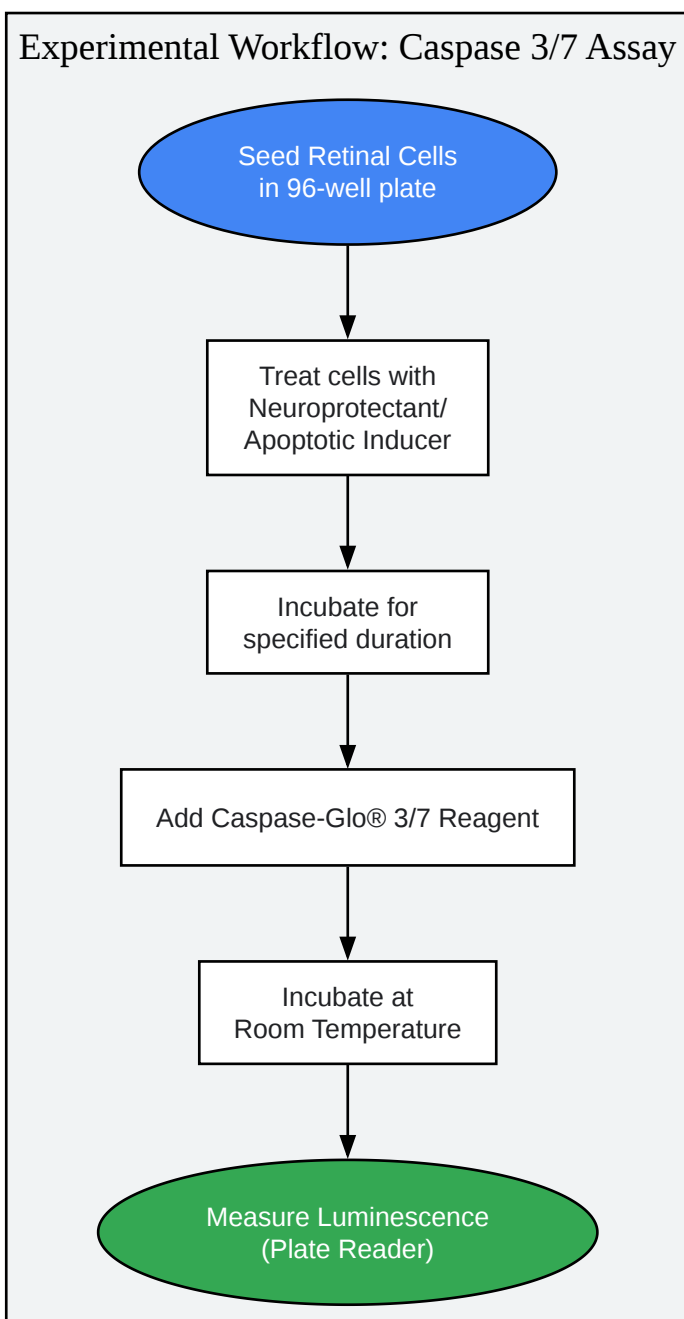 Experimental Workflow: Caspase 3/7 Assay
Seed Retinal Cells
in 96-well plate
Treat cells with
Neuroprotectant/
Apoptotic Inducer
Incubate for
specified duration
Add Caspase-Glo® 3/7 Reagent
Incubate at
Room Temperature
Measure Luminescence
(Plate Reader)